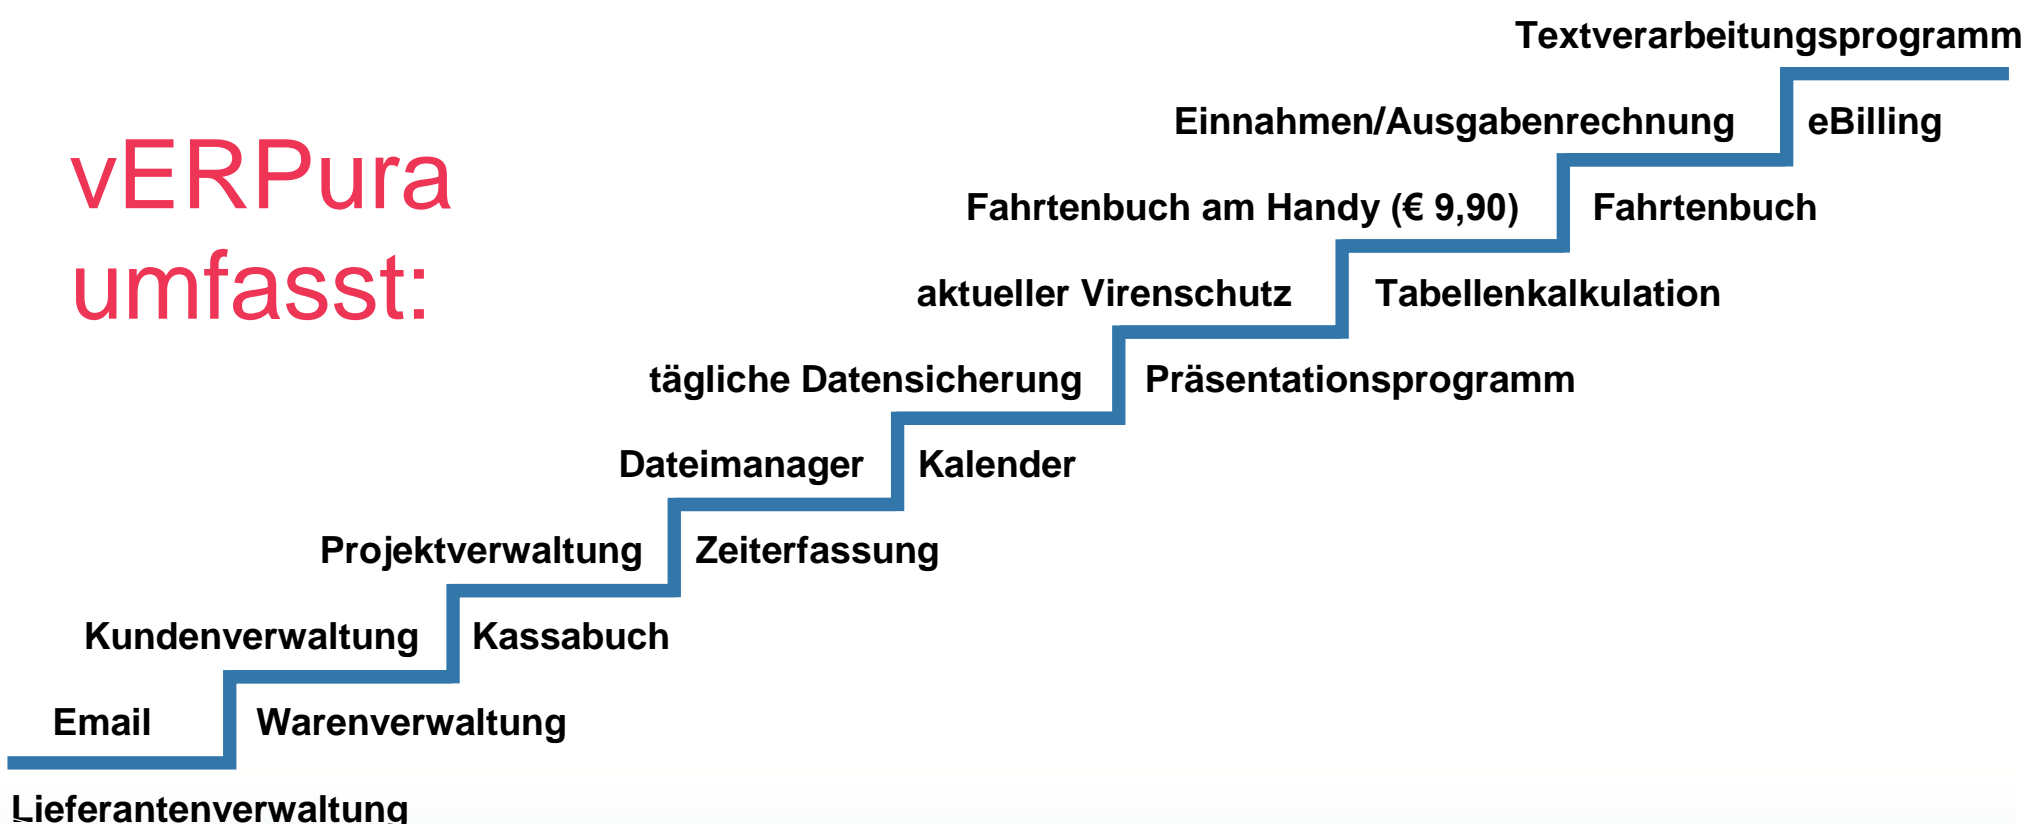 Textverarbeitungsprogramm
Einnahmen/Ausgabenrechnung eBilling
vERPura
umfasst:
Fahrtenbuch am Handy (€ 9,90) Fahrtenbuch
aktueller Virenschutz Tabellenkalkulation
tägliche Datensicherung Präsentationsprogramm
Dateimanager Kalender
Projektverwaltung Zeiterfassung
Kundenverwaltung Kassabuch
Email Warenverwaltung
Lieferantenverwaltung